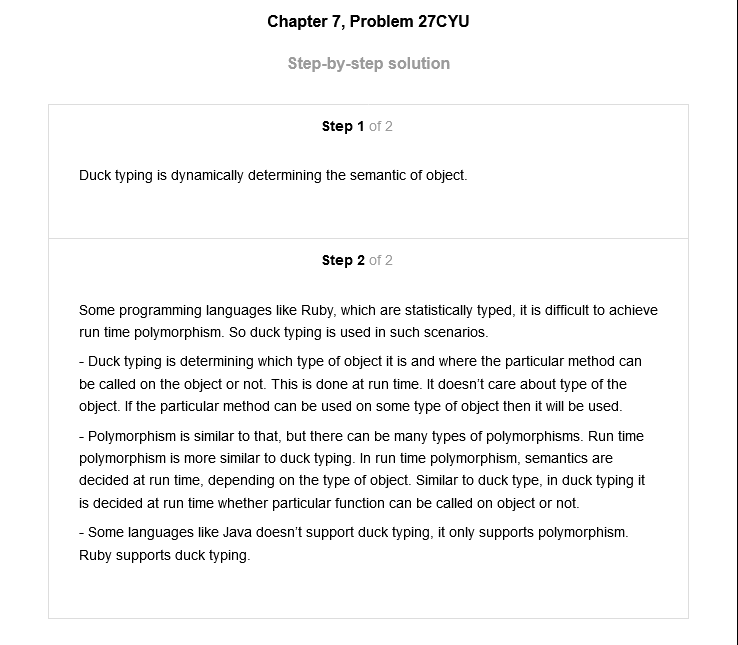 Chapter 7, Problem 27CYU
Step-by-step solution
Step 1 of 2
Duck typing is dynamically determining the semantic of object.
Step 2 of 2
Some programming languages like Ruby, which are statistically typed, it is difficult to achieve
run time polymorphism. So duck typing is used in such scenarios.
- Duck typing is determining which type of object it is and where the particular method can
be called on the object or not. This is done at run time. It doesn't care about type of the
object. If the particular method can be used on some type of object then it will be used.
- Polymorphism is similar to that, but there can be many types of polymorphisms. Run time
polymorphism is more similar to duck typing. In run time polymorphism, semantics are
decided at run time, depending on the type of object. Similar to duck type, in duck typing it
is decided at run time whether particular function can be called on object or not.
- Some languages like Java doesn't support duck typing, it only supports polymorphism.
Ruby supports duck typing.